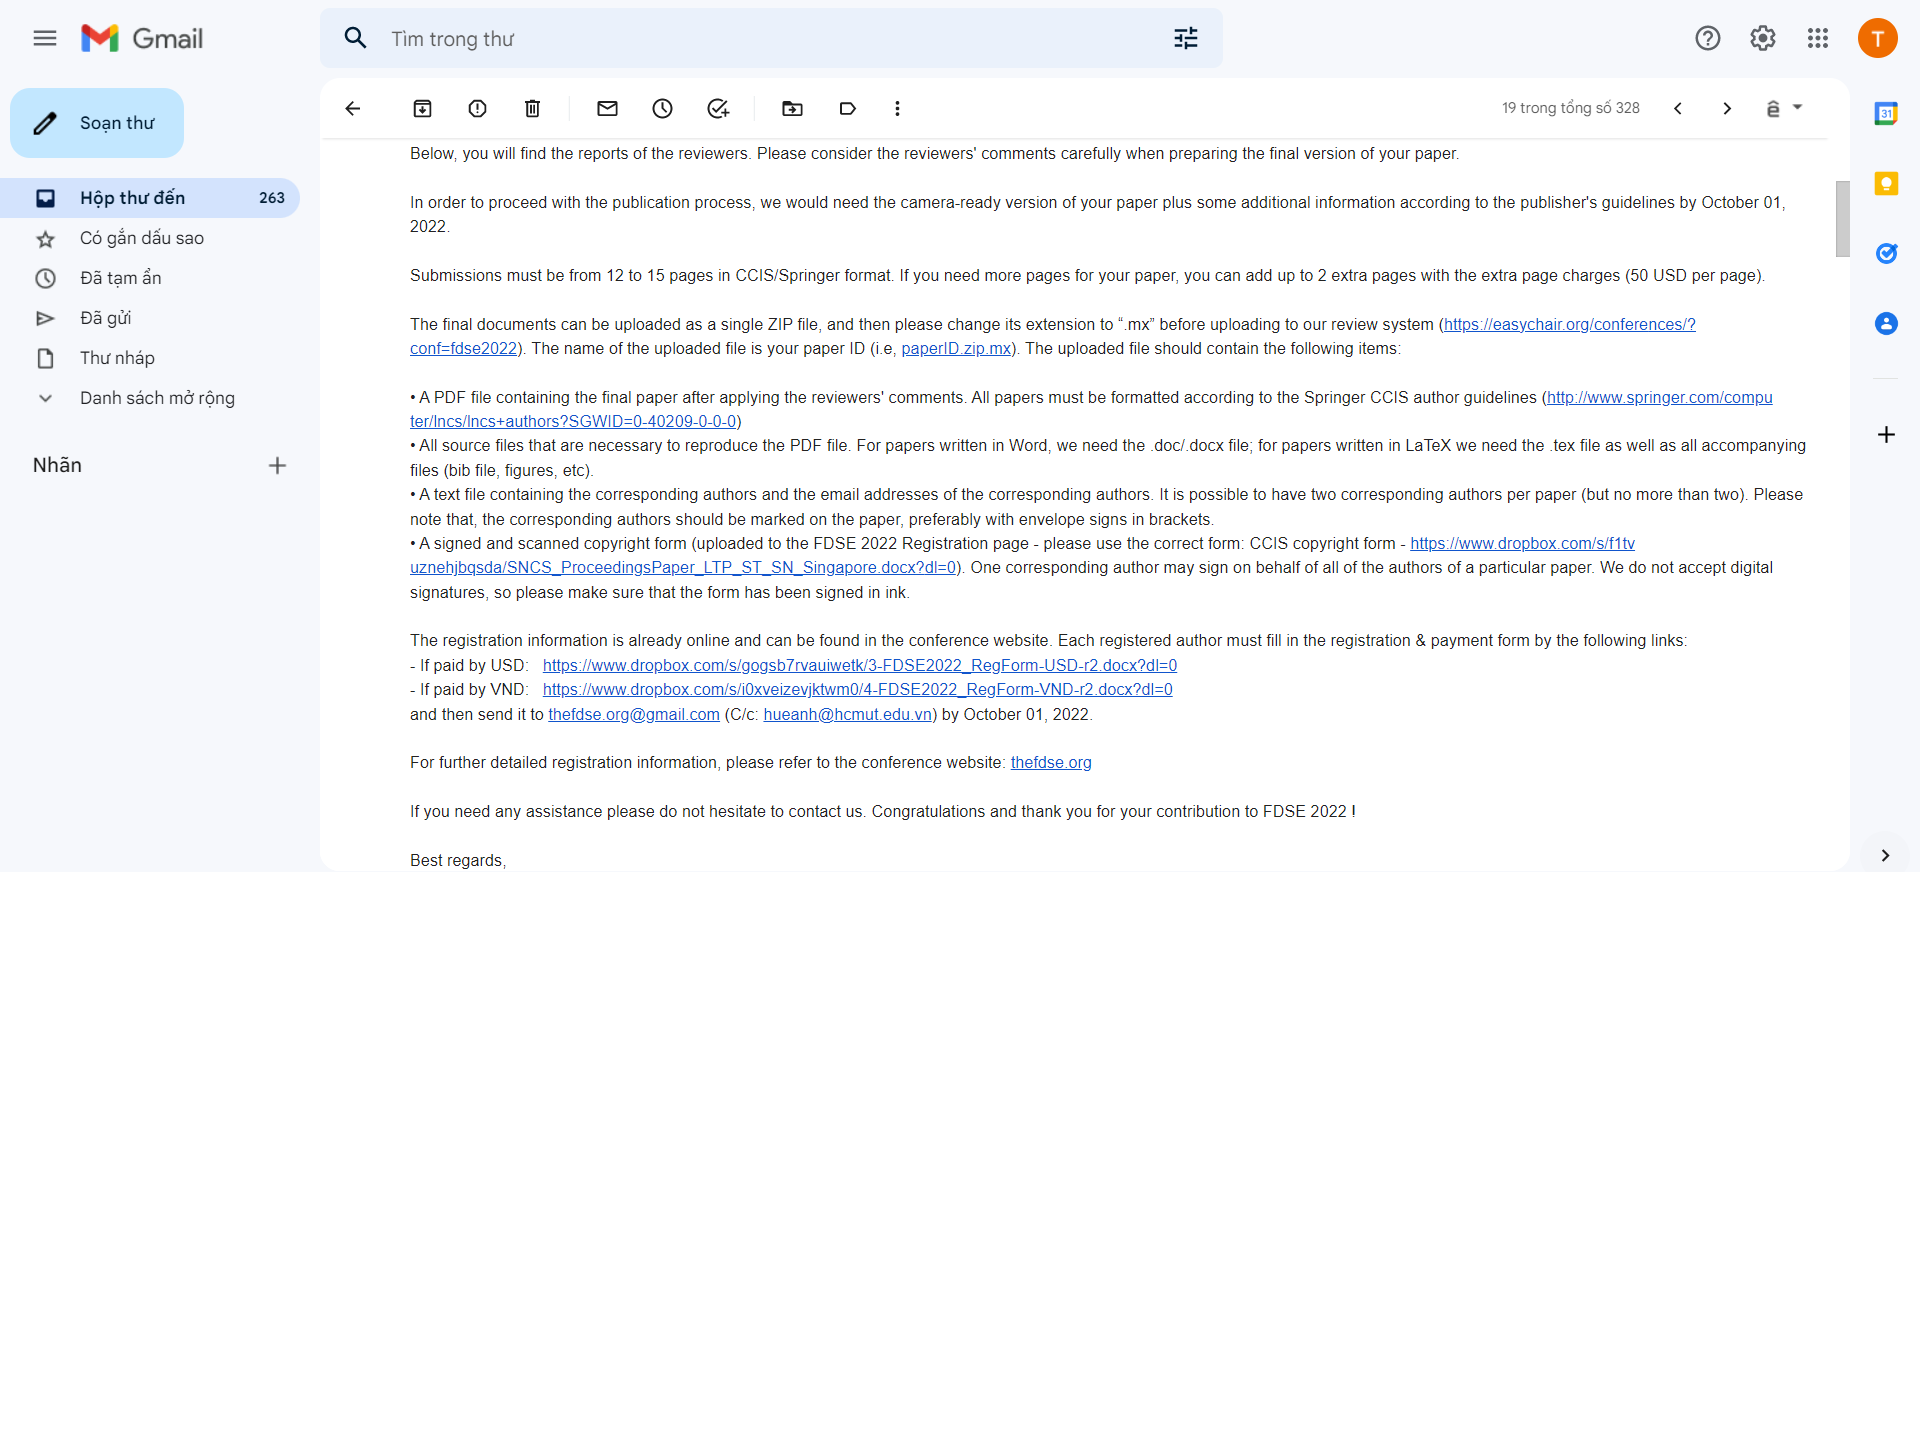 Gmail
Tìm trong thư
T
Soạn thư
19 trong tổng số 328
31
Hộp thư đến 263
Có gắn dấu sao
Đã tạm ẩn
Đã gửi
Thư nháp
Danh sách mở rộng
Nhãn
Below, you will find the reports of the reviewers. Please consider the reviewers' comments carefully when preparing the final version of your paper.
In order to proceed with the publication process, we would need the camera-ready version of your paper plus some additional information according to the publisher's guidelines by October 01,
2022.
Submissions must be from 12 to 15 pages in CCIS/Springer format. If you need more pages for your paper, you can add up to 2 extra pages with the extra page charges (50 USD per page).
The final documents can be uploaded as a single ZIP file, and then please change its extension to “.mx” before uploading to our review system (https://easychair.org/conferences/?
conf=fdse2022). The name of the uploaded file is your paper ID (i.e, paperID.zip.mx). The uploaded file should contain the following items:
• A PDF file containing the final paper after applying the reviewers' comments. All papers must be formatted according to the Springer CCIS author guidelines (http://www.springer.com/compu
ter/lncs/lncs+authors?SGWID=0-40209-0-0-0)
• All source files that are necessary to reproduce the PDF file. For papers written in Word, we need the .doc/.docx file; for papers written in LaTeX we need the .tex file as well as all accompanying
files (bib file, figures, etc).
• A text file containing the corresponding authors and the email addresses of the corresponding authors. It is possible to have two corresponding authors per paper (but no more than two). Please
note that, the corresponding authors should be marked on the paper, preferably with envelope signs in brackets.
• A signed and scanned copyright form (uploaded to the FDSE 2022 Registration page - please use the correct form: CCIS copyright form - https://www.dropbox.com/s/f1tv
uznehjbqsda/SNCS_ProceedingsPaper_LTP_ST_SN_Singapore.docx?dl=0). One corresponding author may sign on behalf of all of the authors of a particular paper. We do not accept digital
signatures, so please make sure that the form has been signed in ink.
The registration information is already online and can be found in the conference website. Each registered author must fill in the registration & payment form by the following links:
- If paid by USD: https://www.dropbox.com/s/gogsb7rvauiwetk/3-FDSE2022_RegForm-USD-r2.docx?dl=0
- If paid by VND: https://www.dropbox.com/s/i0xveizevjktwm0/4-FDSE2022_RegForm-VND-r2.docx?dl=0
and then send it to thefdse.org@gmail.com (C/c: hueanh@hcmut.edu.vn) by October 01, 2022.
For further detailed registration information, please refer to the conference website: thefdse.org
If you need any assistance please do not hesitate to contact us. Congratulations and thank you for your contribution to FDSE 2022 !
Best regards,